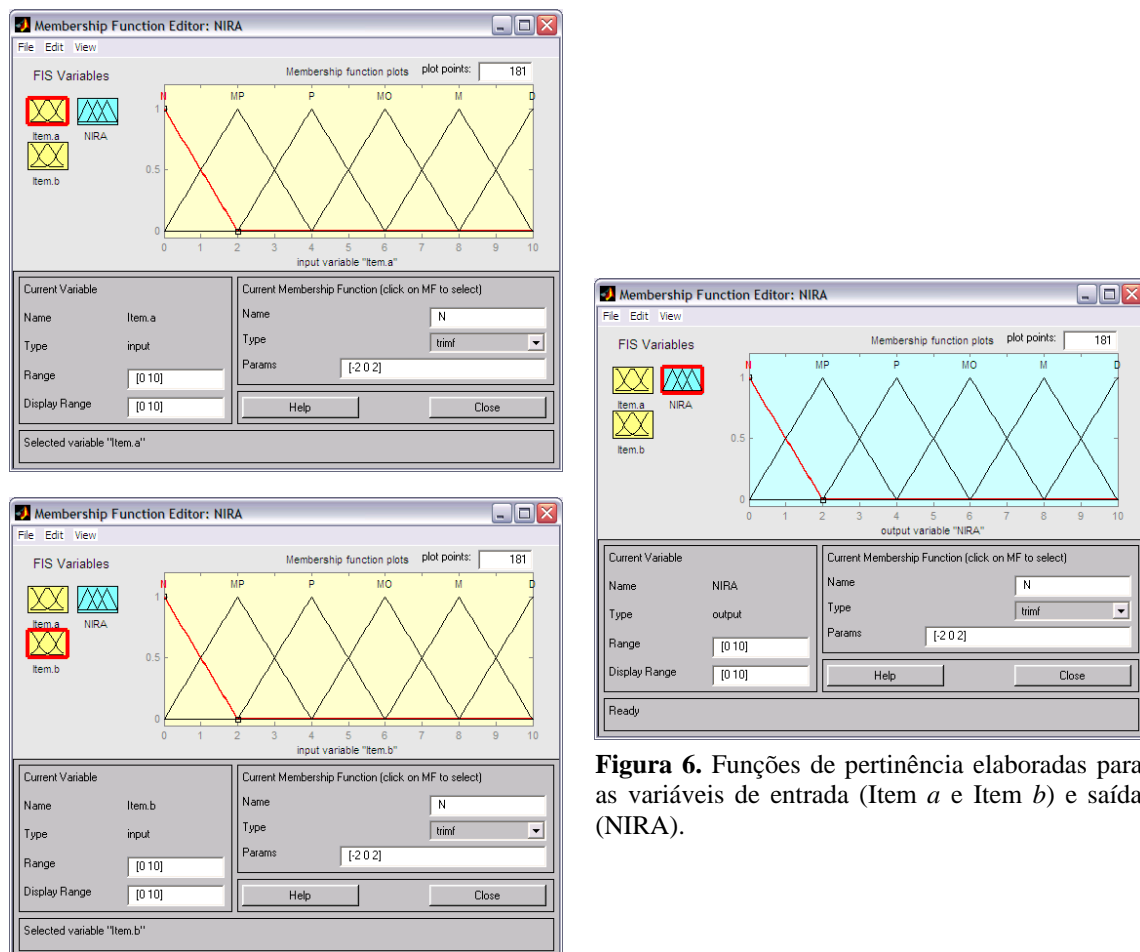 Membership Function Editor: NIRA
File Edit View
FIS Variables
Membership function plots plot points: 181
Item.a NIRA
Item.b
N MP P MO M D
1
0.5
0
0 1 2 3 4 5 6 7 8 9 10
input variable "Item.a"
Current Variable
Name Item.a
Type input
Range [0 10]
Display Range [0 10]
Current Membership Function (click on MF to select)
Name N
Type trimf
Params [-2 0 2]
Help Close
Selected variable "Item.a"
Membership Function Editor: NIRA
File Edit View
FIS Variables
Membership function plots plot points: 181
Item.a NIRA
Item.b
N MP P MO M D
1
0.5
0
0 1 2 3 4 5 6 7 8 9 10
input variable "Item.b"
Current Variable
Name Item.b
Type input
Range [0 10]
Display Range [0 10]
Current Membership Function (click on MF to select)
Name N
Type trimf
Params [-2 0 2]
Help Close
Selected variable "Item.b"
Membership Function Editor: NIRA
File Edit View
FIS Variables
Membership function plots plot points: 181
Item.a NIRA
Item.b
N MP P MO M D
1
0.5
0
0 1 2 3 4 5 6 7 8 9 10
output variable "NIRA"
Current Variable
Name NIRA
Type output
Range [0 10]
Display Range [0 10]
Current Membership Function (click on MF to select)
Name N
Type trimf
Params [-2 0 2]
Help Close
Ready
Figura 6. Funções de pertinência elaboradas para
as variáveis de entrada (Item a e Item b) e saída
(NIRA).